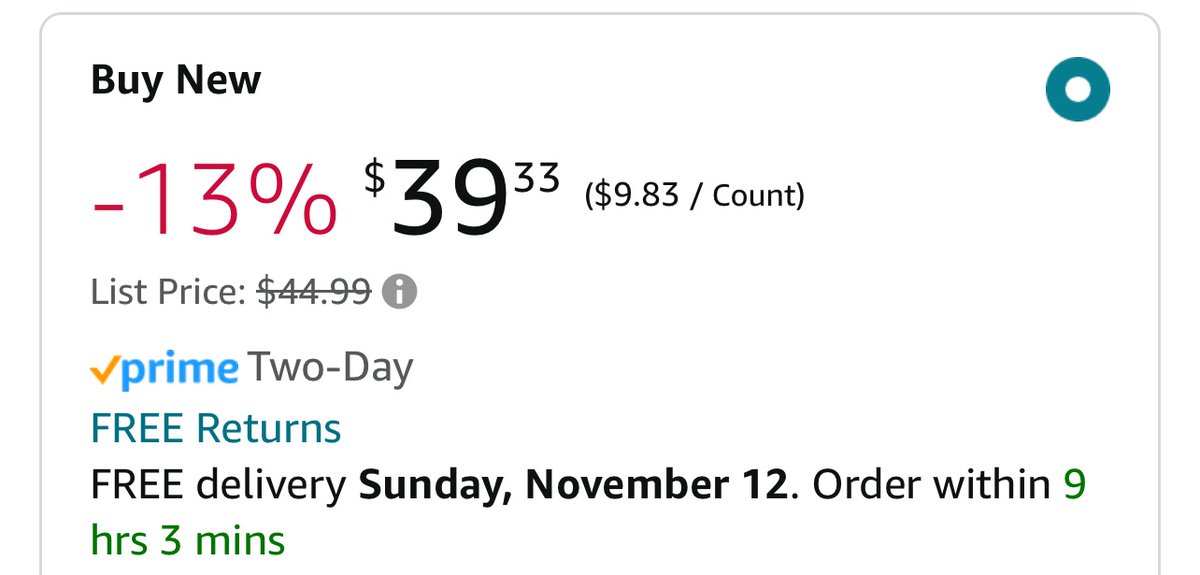 Buy New
-13% $39 33 ($9.83 / Count)
List Price: $44.99
prime Two-Day
FREE Returns
FREE delivery Sunday, November 12. Order within 9
hrs 3 mins